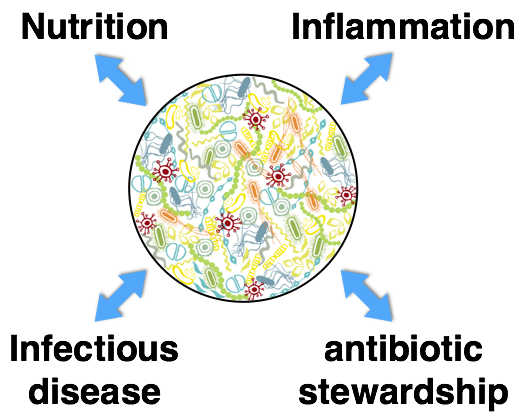 Nutrition
Inflammation
Infectious
disease
antibiotic
stewardship